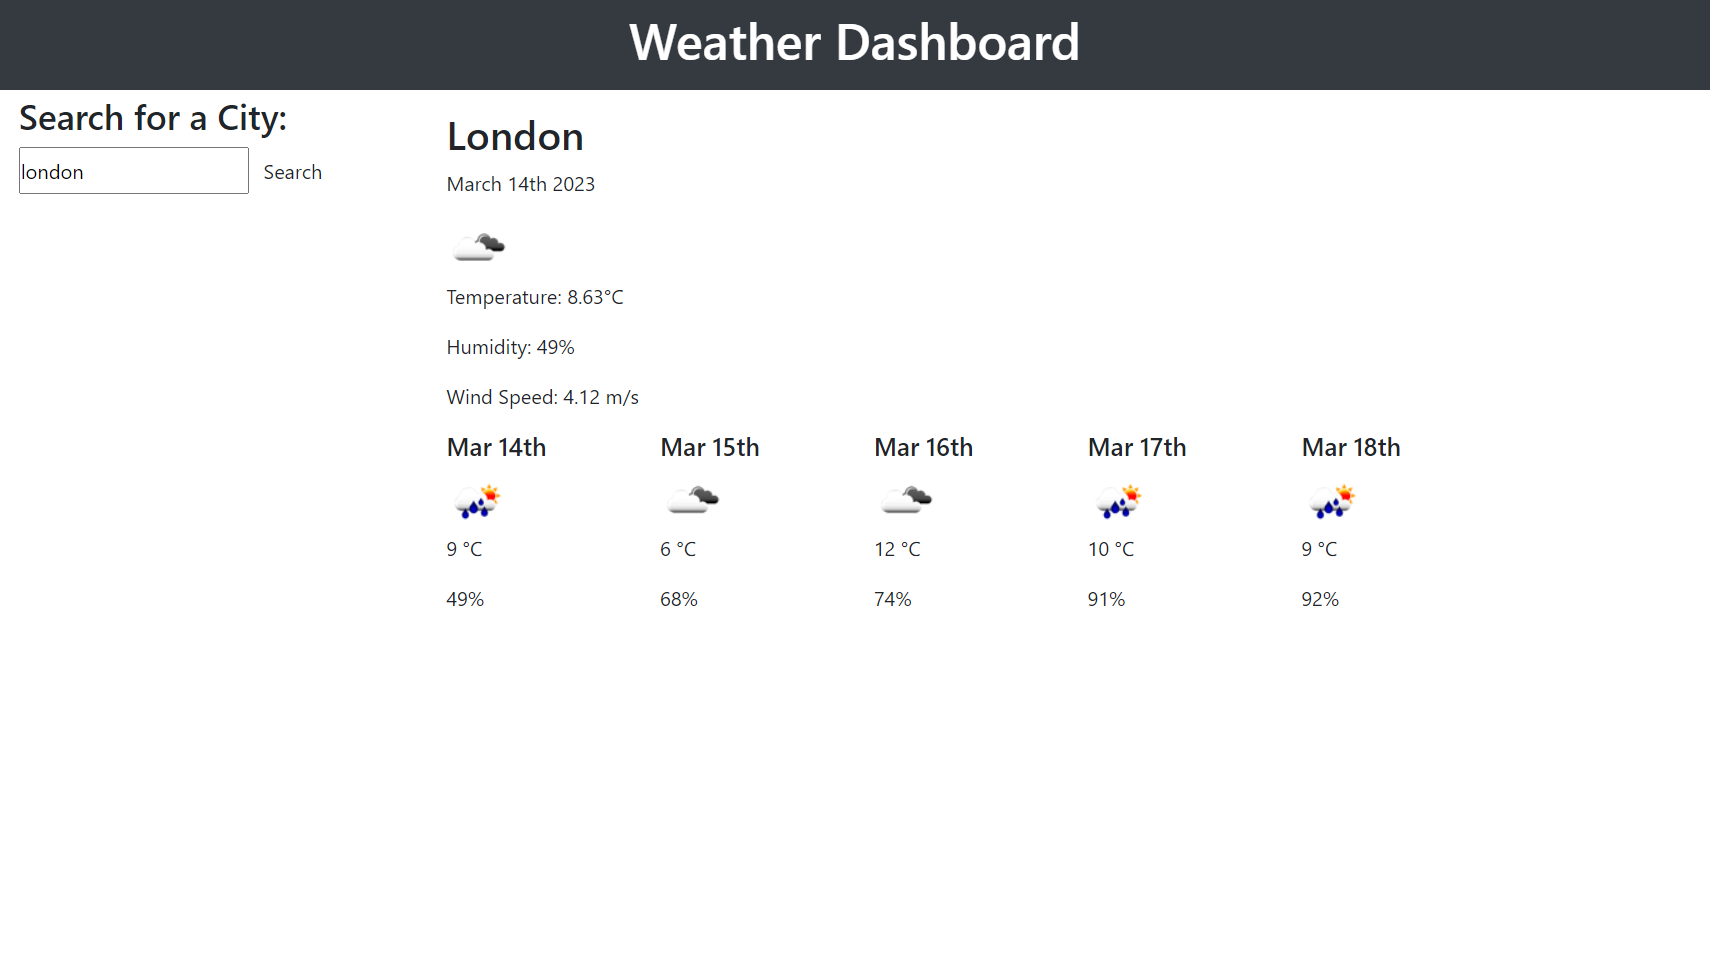 Weather Dashboard
Search for a City:
london
Search
London
March 14th 2023
Temperature: 8.63°C
Humidity: 49%
Wind Speed: 4.12 m/s
Mar 14th Mar 15th Mar 16th Mar 17th Mar 18th
9 °C 6 °C 12 °C 10 °C 9 °C
49% 68% 74% 91% 92%